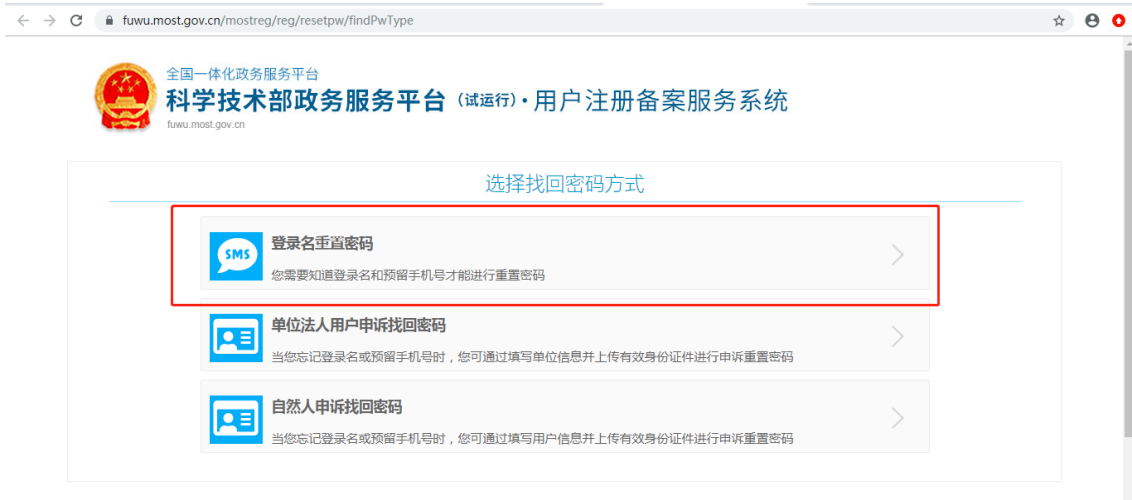 fuwu.most.gov.cn/mostreg/reg/resetpw/findPwType
全国一体化政务服务平台
科学技术部政务服务平台（试运行）·用户注册备案服务系统
fuwu.most.gov.cn
选择找回密码方式
SMS
登录名重置密码
您需要知道登录名和预留手机号才能进行重置密码
单位法人用户申诉找回密码
当您忘记登录名或预留手机号时，您可通过填写单位信息并上传有效身份证件进行申诉重置密码
自然人申诉找回密码
当您忘记登录名或预留手机号时，您可通过填写用户信息并上传有效身份证件进行申诉重置密码